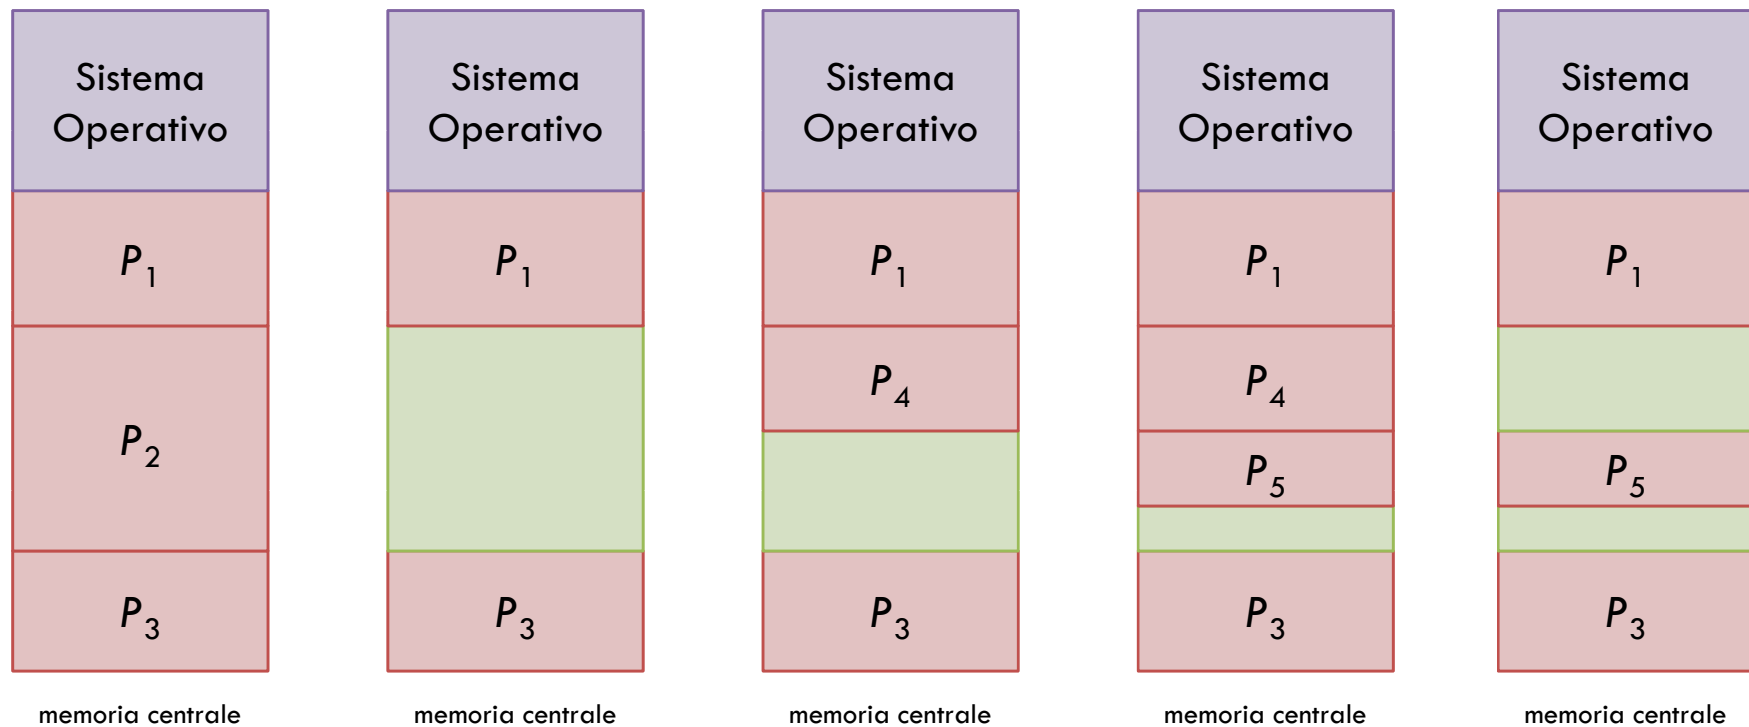 Sistema
Operativo
P1
P2
P3
memoria centrale
Sistema
Operativo
P1
P3
memoria centrale
Sistema
Operativo
P1
P4
P3
memoria centrale
Sistema
Operativo
P1
P4
P5
P3
memoria centrale
Sistema
Operativo
P1
P5
P3
memoria centrale